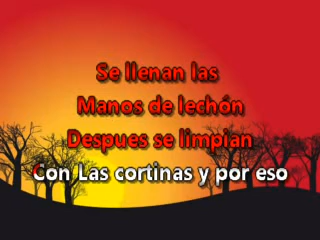 Se llenan las
Manos de lechón
Despues se limpian
Con Las cortinas y por eso